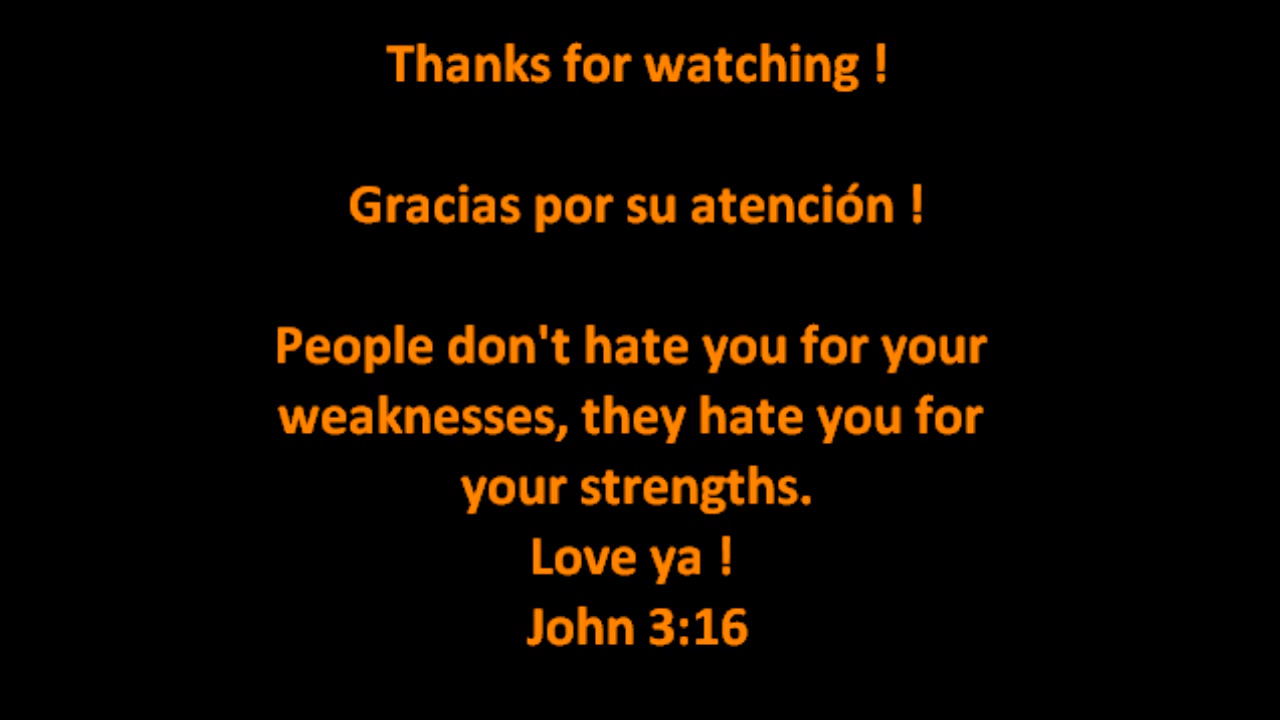 Thanks for watching !
Gracias por su atención !
People don't hate you for your
weaknesses, they hate you for
your strengths.
Love ya !
John 3:16